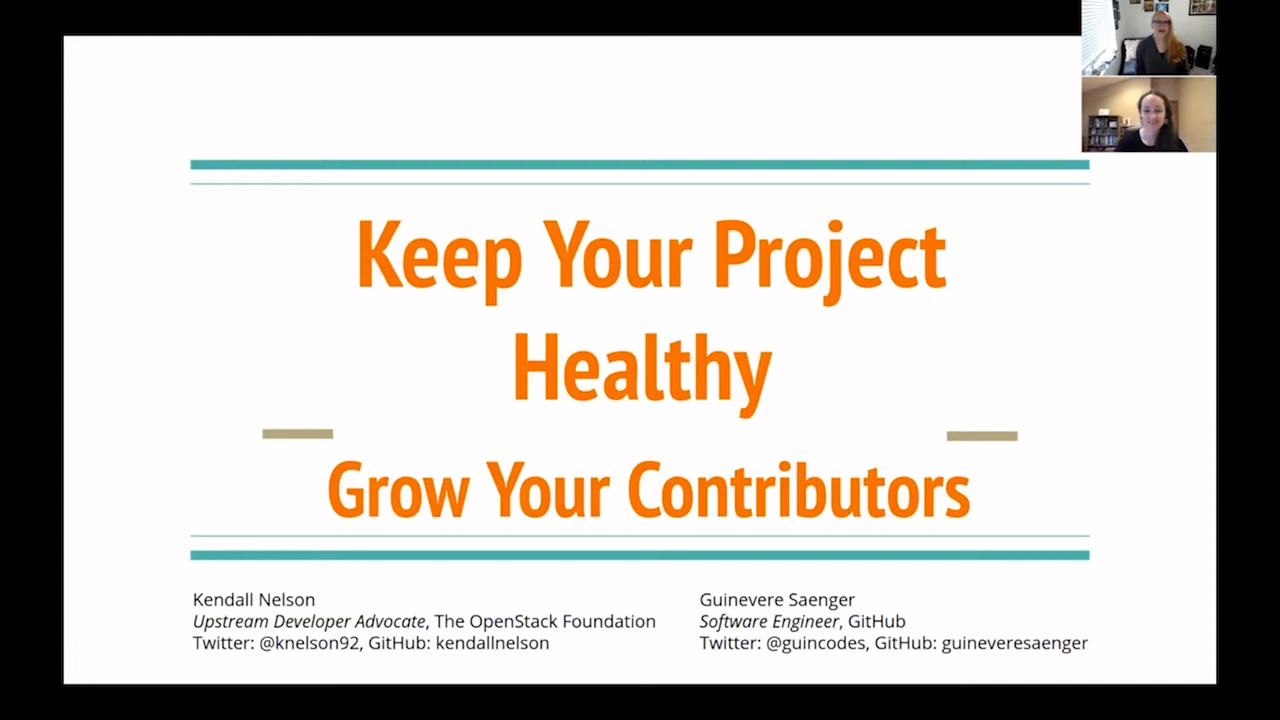 Keep Your Project
Healthy
Grow Your Contributors
Kendall Nelson
Upstream Developer Advocate, The OpenStack Foundation
Twitter: @knelson92, GitHub: kendallnelson
Guinevere Saenger
Software Engineer, GitHub
Twitter: @guincodes, GitHub: guineveresaenger